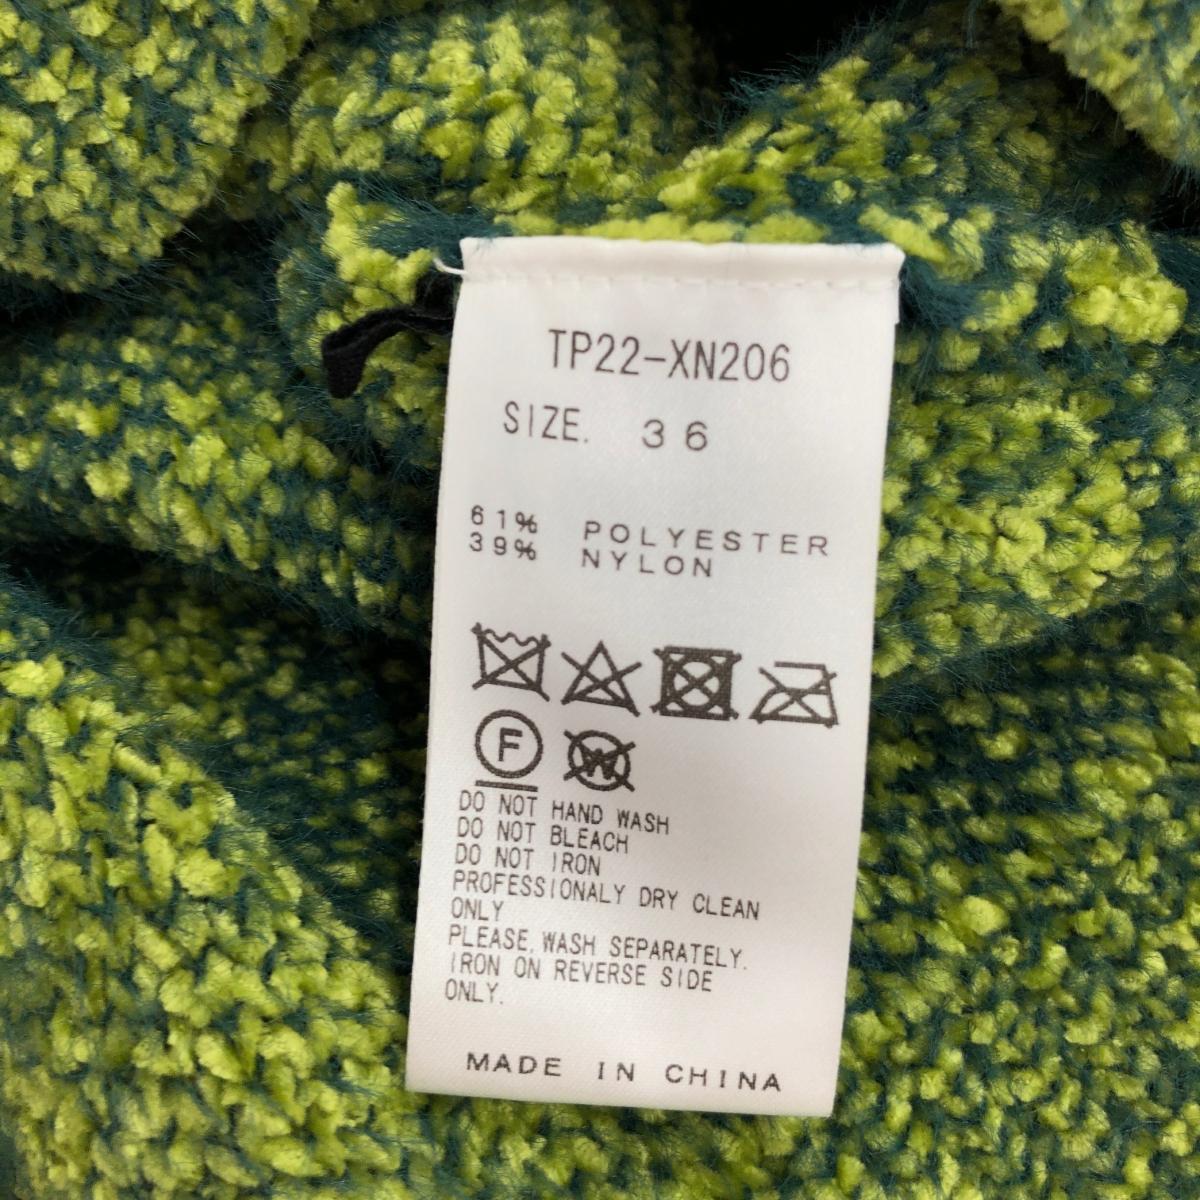 TP22-XN206
SIZE. 36
61% POLYESTER
39% NYLON
F W
DO NOT HAND WASH
DO NOT BLEACH
DO NOT IRON
PROFESSIONALY DRY CLEAN
ONLY
PLEASE.WASH SEPARATELY.
IRON ON REVERSE SIDE
ONLY.
MADE IN CHINA